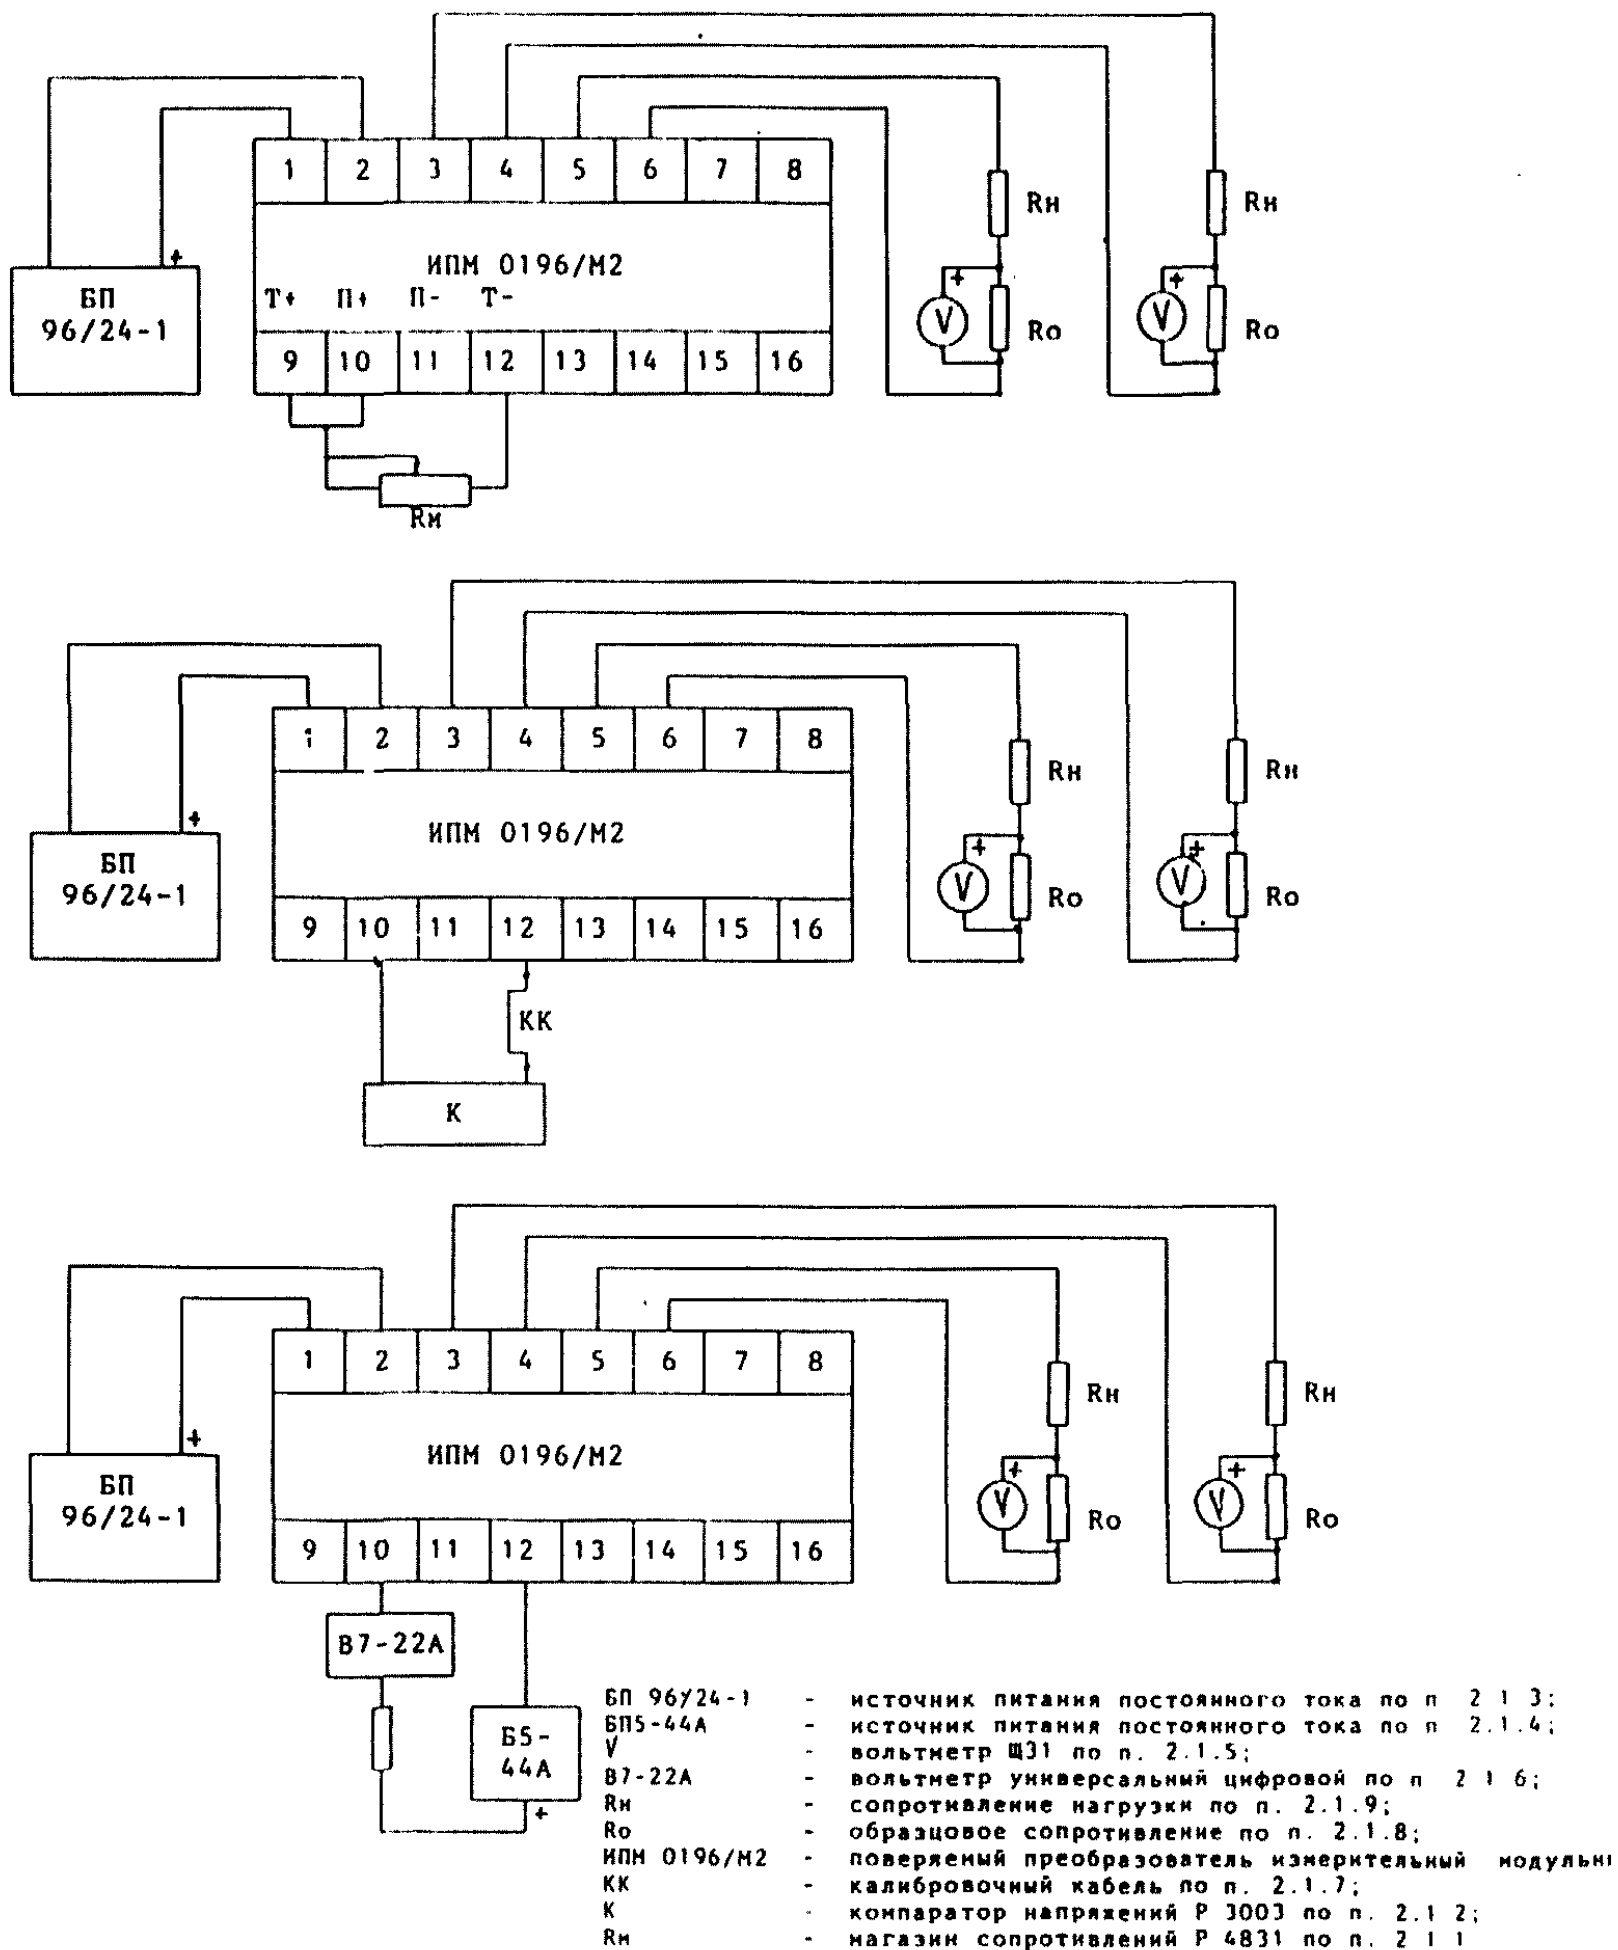 1 2 3 4 5 6 7 8
Rн Rн
+
ИПМ 0196/М2
БП
96/24-1
Т+ П+ П- Т-
+ +
V V
Rо Rо
9 10 11 12 13 14 15 16
Rм
1 2 3 4 5 6 7 8
Rн Rн
+
ИПМ 0196/М2
БП
96/24-1
+ +
V V
Rо Rо
9 10 11 12 13 14 15 16
КК
К
1 2 3 4 5 6 7 8
Rн Rн
+
ИПМ 0196/М2
БП
96/24-1
+ +
V V
Rо Rо
9 10 11 12 13 14 15 16
В7-22А
Б5-
44А
+
БП 96/24-1 - источник питания постоянного тока по п 2 1 3;
БП5-44А - источник питания постоянного тока по п 2.1.4;
V - вольтметр Щ31 по п. 2.1.5;
В7-22А - вольтметр универсальный цифровой по п 2 1 6;
Rн - сопротивление нагрузки по п. 2.1.9;
Rо - образцовое сопротивление по п. 2.1.8;
ИПМ 0196/М2 - поверяемый преобразователь измерительный модульн
КК - калибровочный кабель по п. 2.1.7;
К - компаратор напряжений Р 3003 по п. 2.1 2;
Rм - магазин сопротивлений Р 4831 по п. 2 1 1